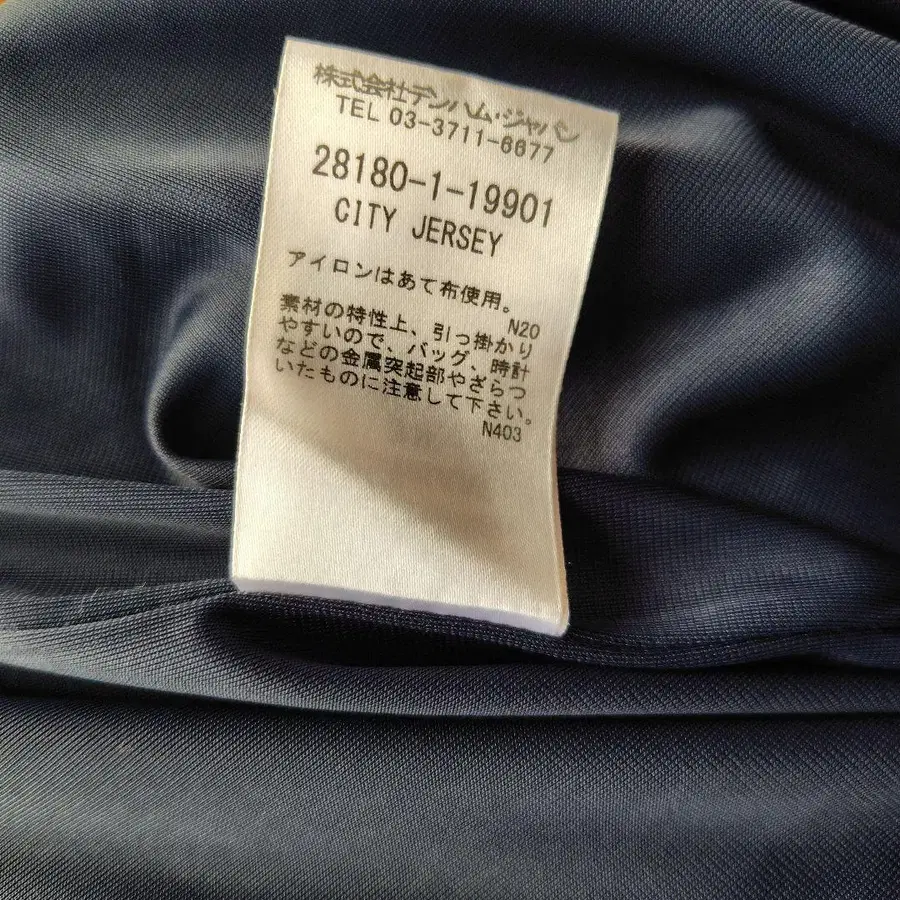 株式会社デンハム・ジャパン
TEL 03-3711-6677
28180-1-19901
CITY JERSEY
アイロンはあて布使用。
N20
素材の特性上、引っ掛かり
やすいので、バッグ、時計
などの金属突起部やざらつ
いたものに注意して下さい。
N403